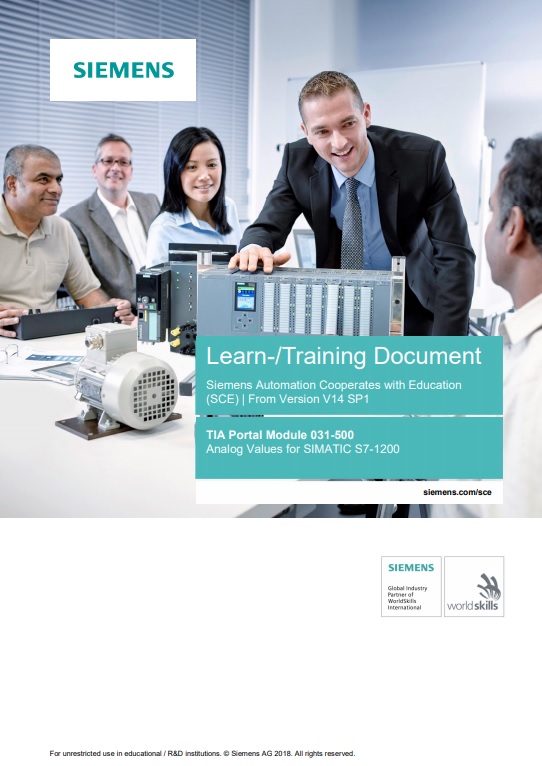 SIEMENS
Learn-/Training Document
Siemens Automation Cooperates with Education
(SCE) | From Version V14 SP1
TIA Portal Module 031-500
Analog Values for SIMATIC S7-1200
siemens.com/sce
SIEMENS
Global Industry
Partner of
WorldSkills
International
worldskills
For unrestricted use in educational / R&D institutions. © Siemens AG 2018. All rights reserved.